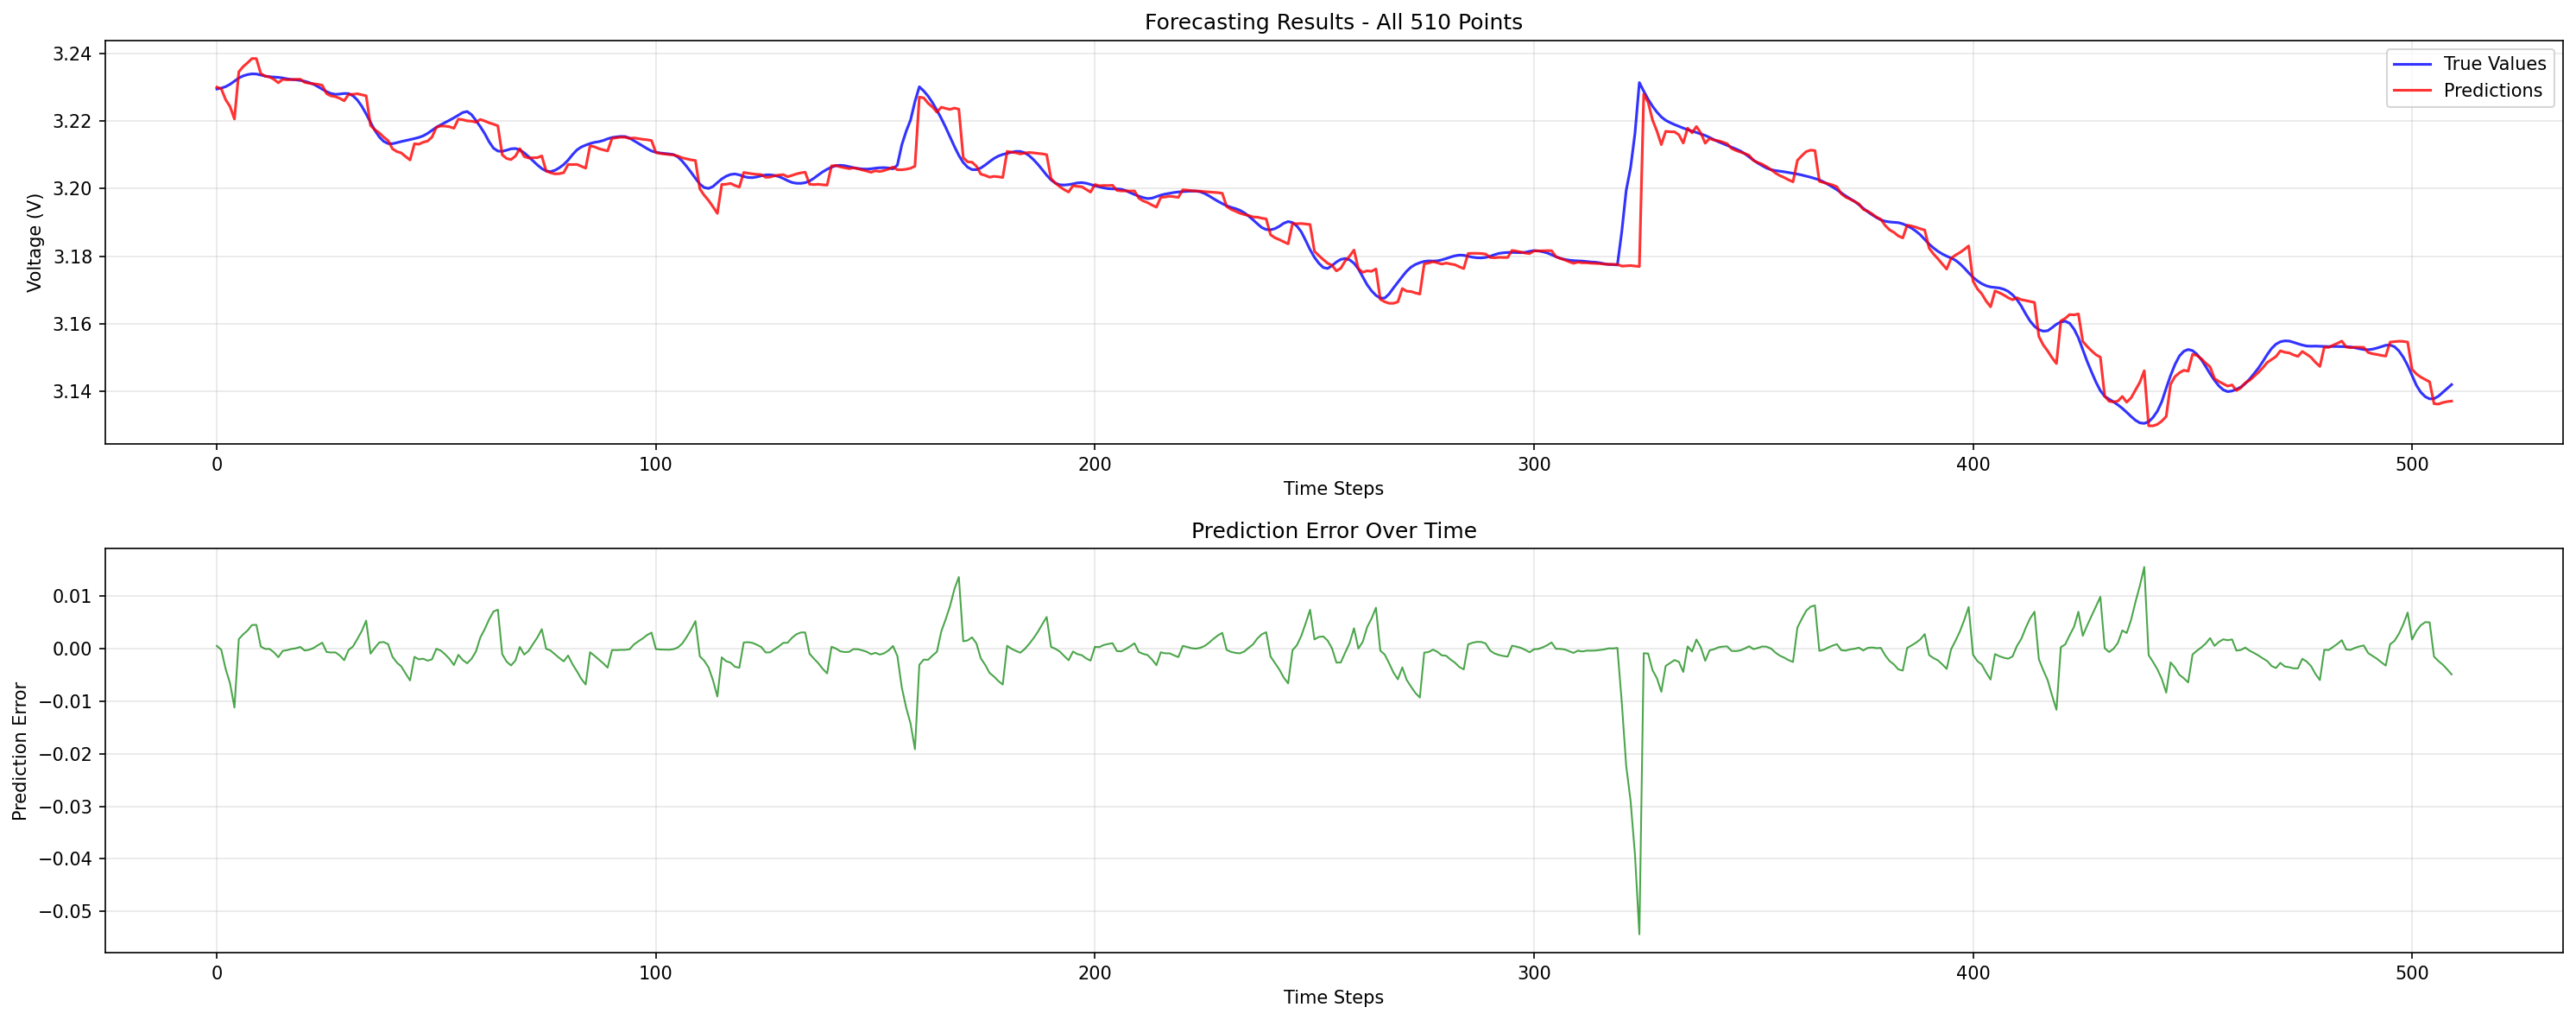 Forecasting Results - All 510 Points
3.24
3.22
3.20
3.18
3.16
3.14
Voltage (V)
True Values
Predictions
0 100 200 300 400 500
Time Steps
Prediction Error Over Time
0.01
0.00
−0.01
−0.02
−0.03
−0.04
−0.05
Prediction Error
0 100 200 300 400 500
Time Steps